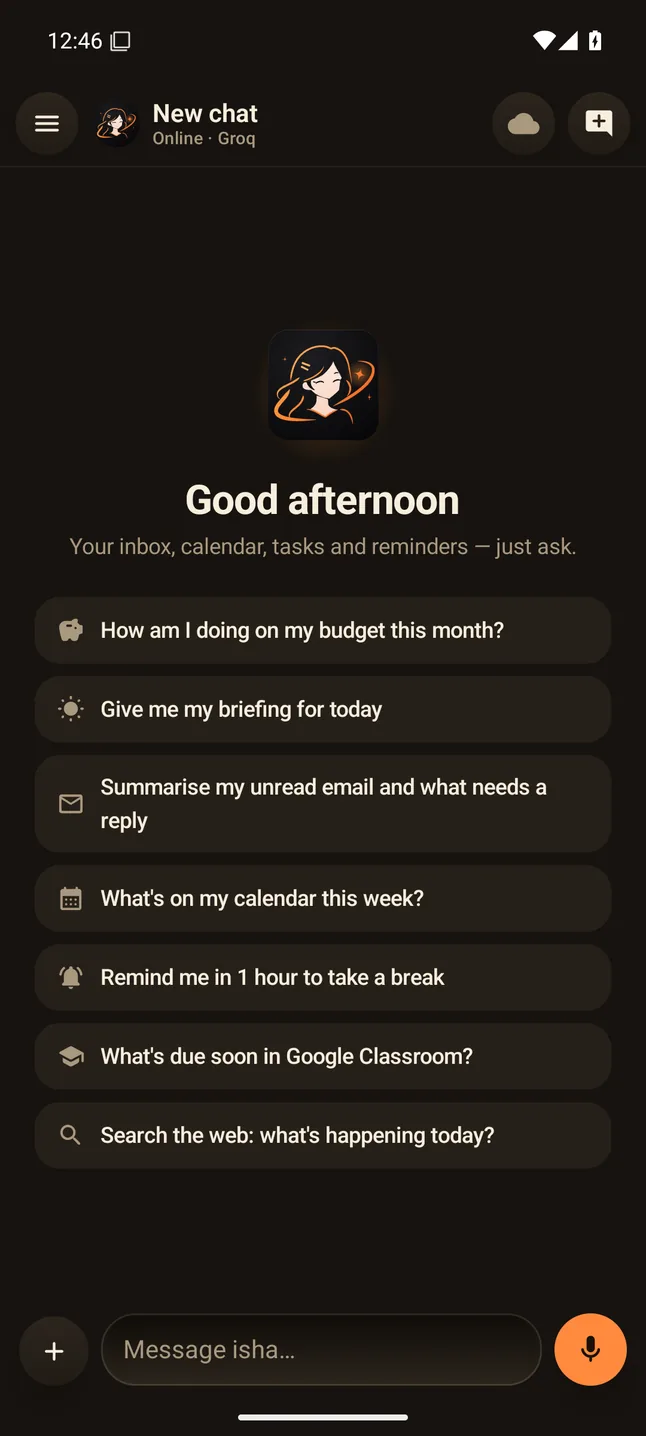 12:46
New chat
Online · Groq
Good afternoon
Your inbox, calendar, tasks and reminders — just ask.
How am I doing on my budget this month?
Give me my briefing for today
Summarise my unread email and what needs a
reply
What's on my calendar this week?
Remind me in 1 hour to take a break
What's due soon in Google Classroom?
Search the web: what's happening today?
Message isha…